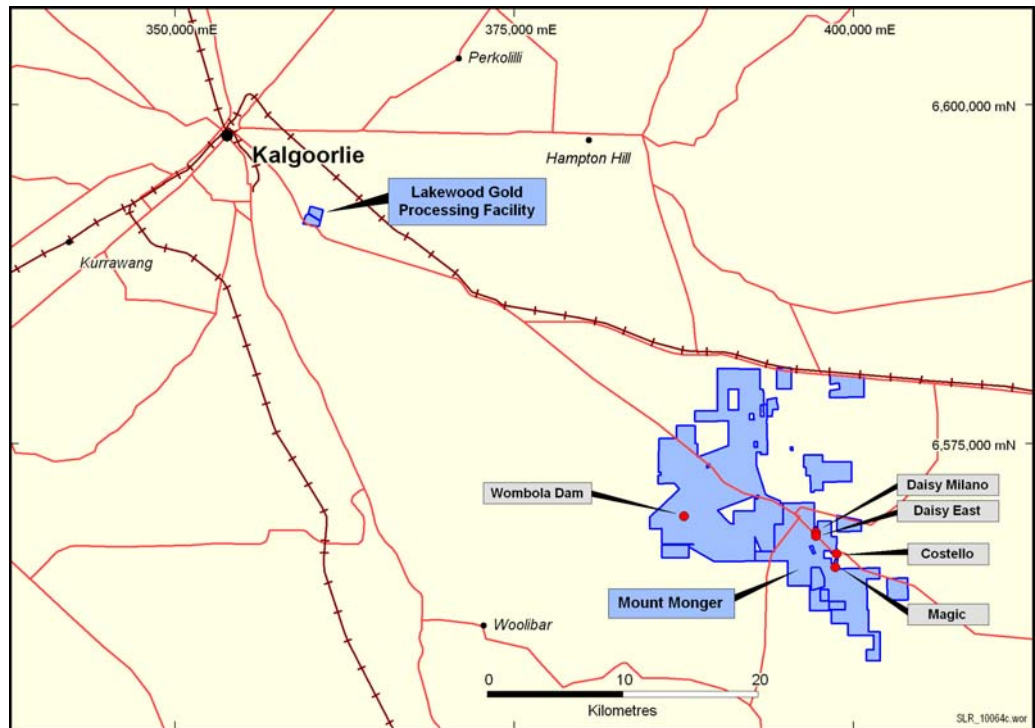 350,000 mE
375,000 mE
400,000 mE
Perkolilli
6,600,000 mN
Kalgoorlie
Hampton Hill
Lakewood Gold
Processing Facility
Kurrawang
6,575,000 mN
Daisy Milano
Wombola Dam
Daisy East
Costello
Mount Monger
Magic
Woolibar
0
10
20
Kilometres
SLR_10064c.wor